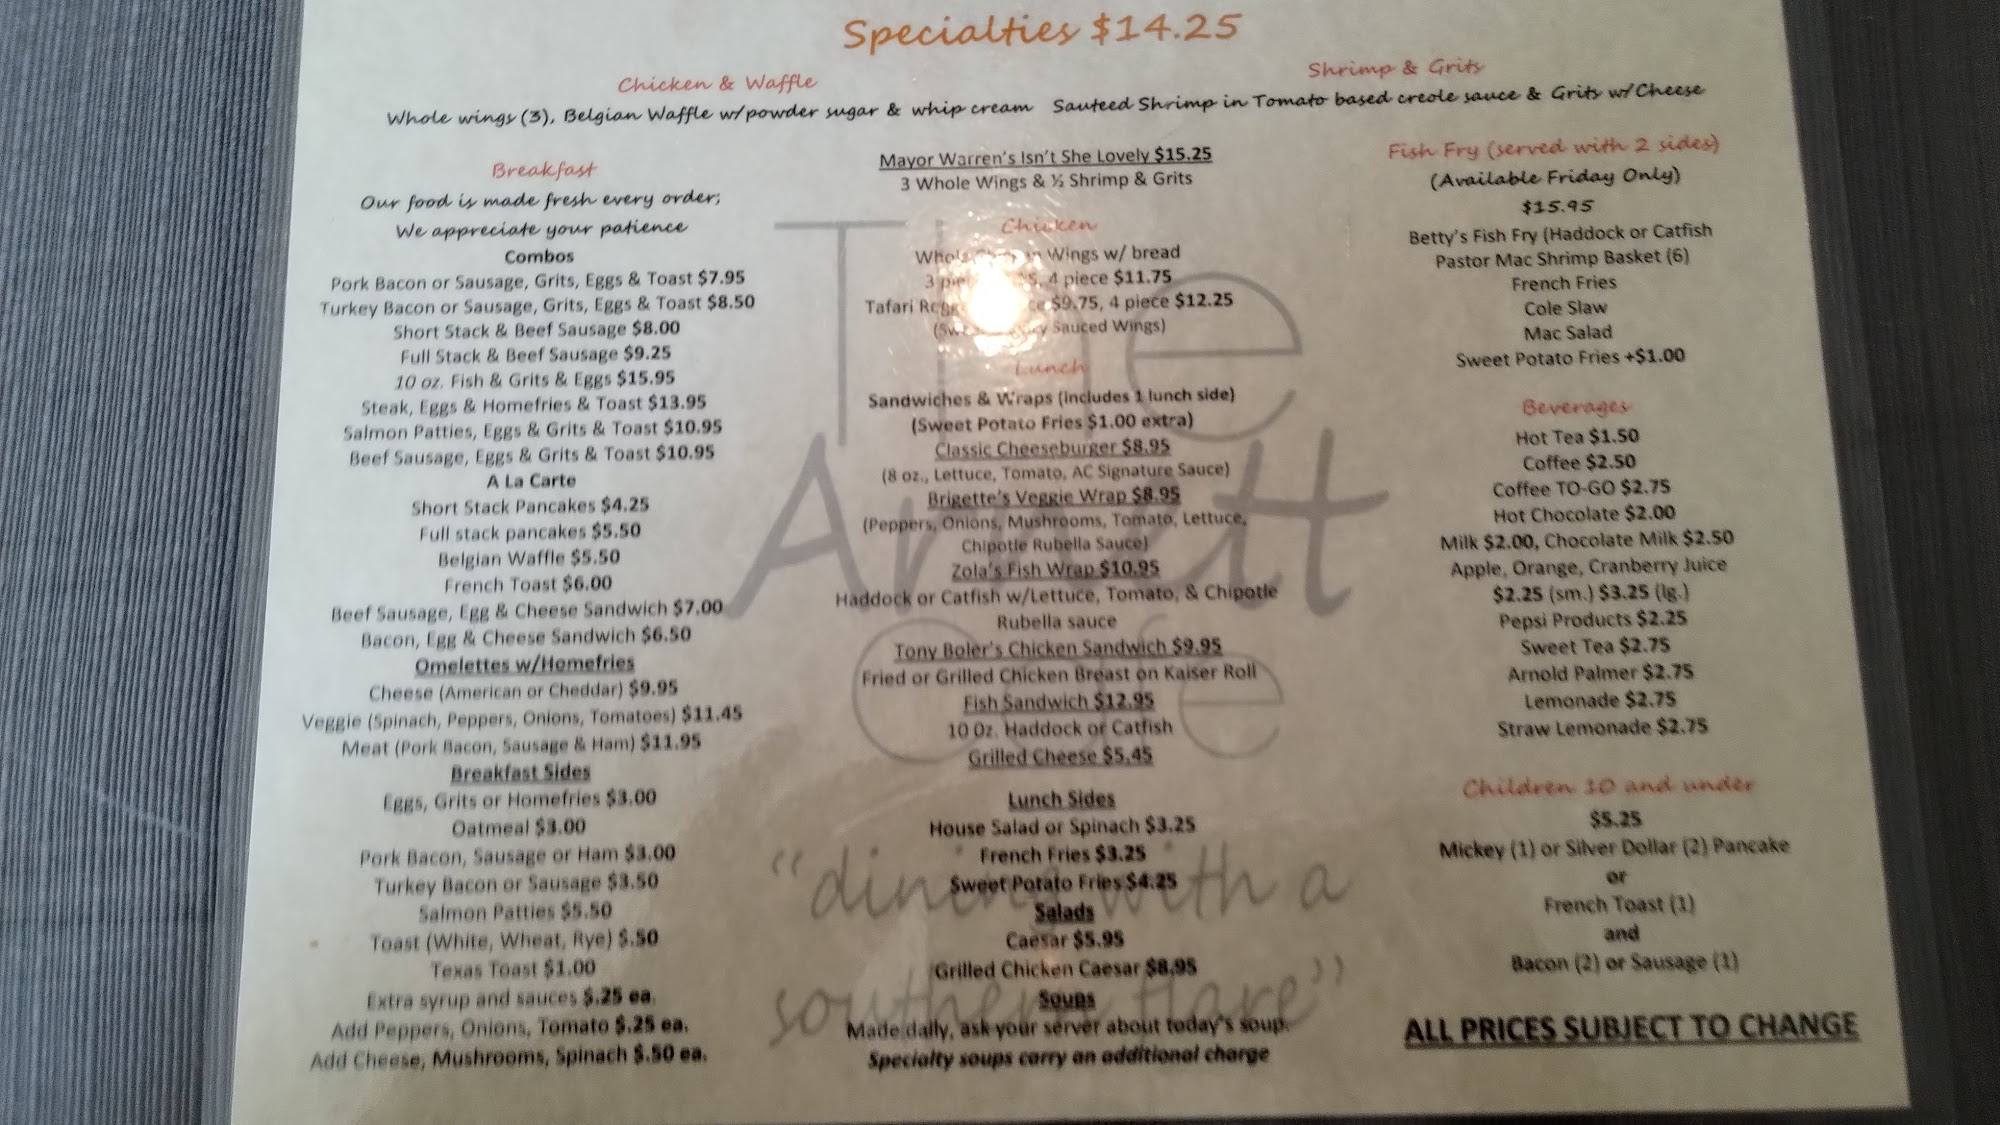 Specialties $14.25
Chicken & Waffle
Whole wings (3), Belgian Waffle w/powder sugar & whip cream
Shrimp & Grits
Sauteed Shrimp in Tomato based creole sauce & Grits w/ Cheese
Breakfast
Our food is made fresh every order;
We appreciate your patience
Combos
Pork Bacon or Sausage, Grits, Eggs & Toast $7.95
Turkey Bacon or Sausage, Grits, Eggs & Toast $8.50
Short Stack & Beef Sausage $8.00
Full Stack & Beef Sausage $9.25
10 oz. Fish & Grits & Eggs $15.95
Steak, Eggs & Homefries & Toast $13.95
Salmon Patties, Eggs & Grits & Toast $10.95
Beef Sausage, Eggs & Grits & Toast $10.95
A La Carte
Short Stack Pancakes $4.25
Full stack pancakes $5.50
Belgian Waffle $5.50
French Toast $6.00
Beef Sausage, Egg & Cheese Sandwich $7.00
Bacon, Egg & Cheese Sandwich $6.50
Omelettes w/Homefries
Cheese (American or Cheddar) $9.95
Veggie (Spinach, Peppers, Onions, Tomatoes) $11.45
Meat (Pork Bacon, Sausage & Ham) $11.95
Breakfast Sides
Eggs, Grits or Homefries $3.00
Oatmeal $3.00
Pork Bacon, Sausage or Ham $3.00
Turkey Bacon or Sausage $3.50
Salmon Patties $5.50
Toast (White, Wheat, Rye) $.50
Texas Toast $1.00
Extra syrup and sauces $.25 ea.
Add Peppers, Onions, Tomato $.25 ea.
Add Cheese, Mushrooms, Spinach $.50 ea.
Mayor Warren's Isn't She Lovely $15.25
3 Whole Wings & ½ Shrimp & Grits
Chicken
Wings w/ bread
3 4 piece $11.75
Tafari $9.75, 4 piece $12.25
Sauced Wings)
Lunch
Sandwiches & Wraps (includes 1 lunch side)
(Sweet Potato Fries $1.00 extra)
Classic Cheeseburger $8.95
(8 oz., Lettuce, Tomato, AC Signature Sauce)
Brigette's Veggie Wrap $8.95
(Peppers, Onions, Mushrooms, Tomato, Lettuce,
Chipotle Rubella Sauce)
Zola's Fish Wrap $10.95
Haddock or Catfish w/Lettuce, Tomato, & Chipotle
Rubella sauce
Tony Boler's Chicken Sandwich $9.95
Fried or Grilled Chicken Breast on Kaiser Roll
Fish Sandwich $12.95
10 Oz. Haddock or Catfish
Grilled Cheese $5.45
Lunch Sides
House Salad or Spinach $3.25
French Fries $3.25
Sweet Potato Fries $4.25
Salads
Caesar $5.95
Grilled Chicken Caesar $8.95
Soups
Made daily, ask your server about today's soup.
Specialty soups carry an additional charge
Fish Fry (served with 2 sides)
(Available Friday Only)
$15.95
Betty's Fish Fry (Haddock or Catfish
Pastor Mac Shrimp Basket (6)
French Fries
Cole Slaw
Mac Salad
Sweet Potato Fries +$1.00
Beverages
Hot Tea $1.50
Coffee $2.50
Coffee TO-GO $2.75
Hot Chocolate $2.00
Milk $2.00, Chocolate Milk $2.50
Apple, Orange, Cranberry Juice
$2.25 (sm.) $3.25 (lg.)
Pepsi Products $2.25
Sweet Tea $2.75
Arnold Palmer $2.75
Lemonade $2.75
Straw Lemonade $2.75
Children 10 and under
$5.25
Mickey (1) or Silver Dollar (2) Pancake
or
French Toast (1)
and
Bacon (2) or Sausage (1)
ALL PRICES SUBJECT TO CHANGE
The
Arnett
Cafe
"dining with a
southern flare"